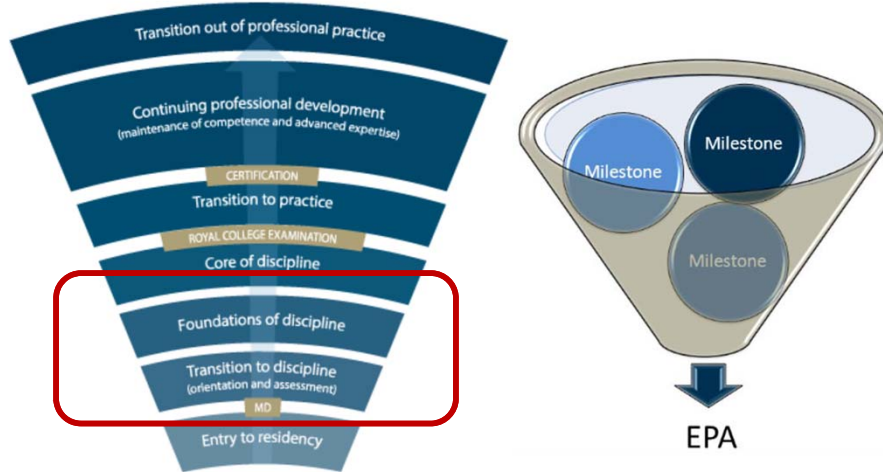 Transition out of professional practice
Continuing professional development
(maintenance of competence and advanced expertise)
CERTIFICATION
Transition to practice
ROYAL COLLEGE EXAMINATION
Core of discipline
Foundations of discipline
Transition to discipline
(orientation and assessment)
MD
Entry to residency
Milestone
Milestone
Milestone
EPA